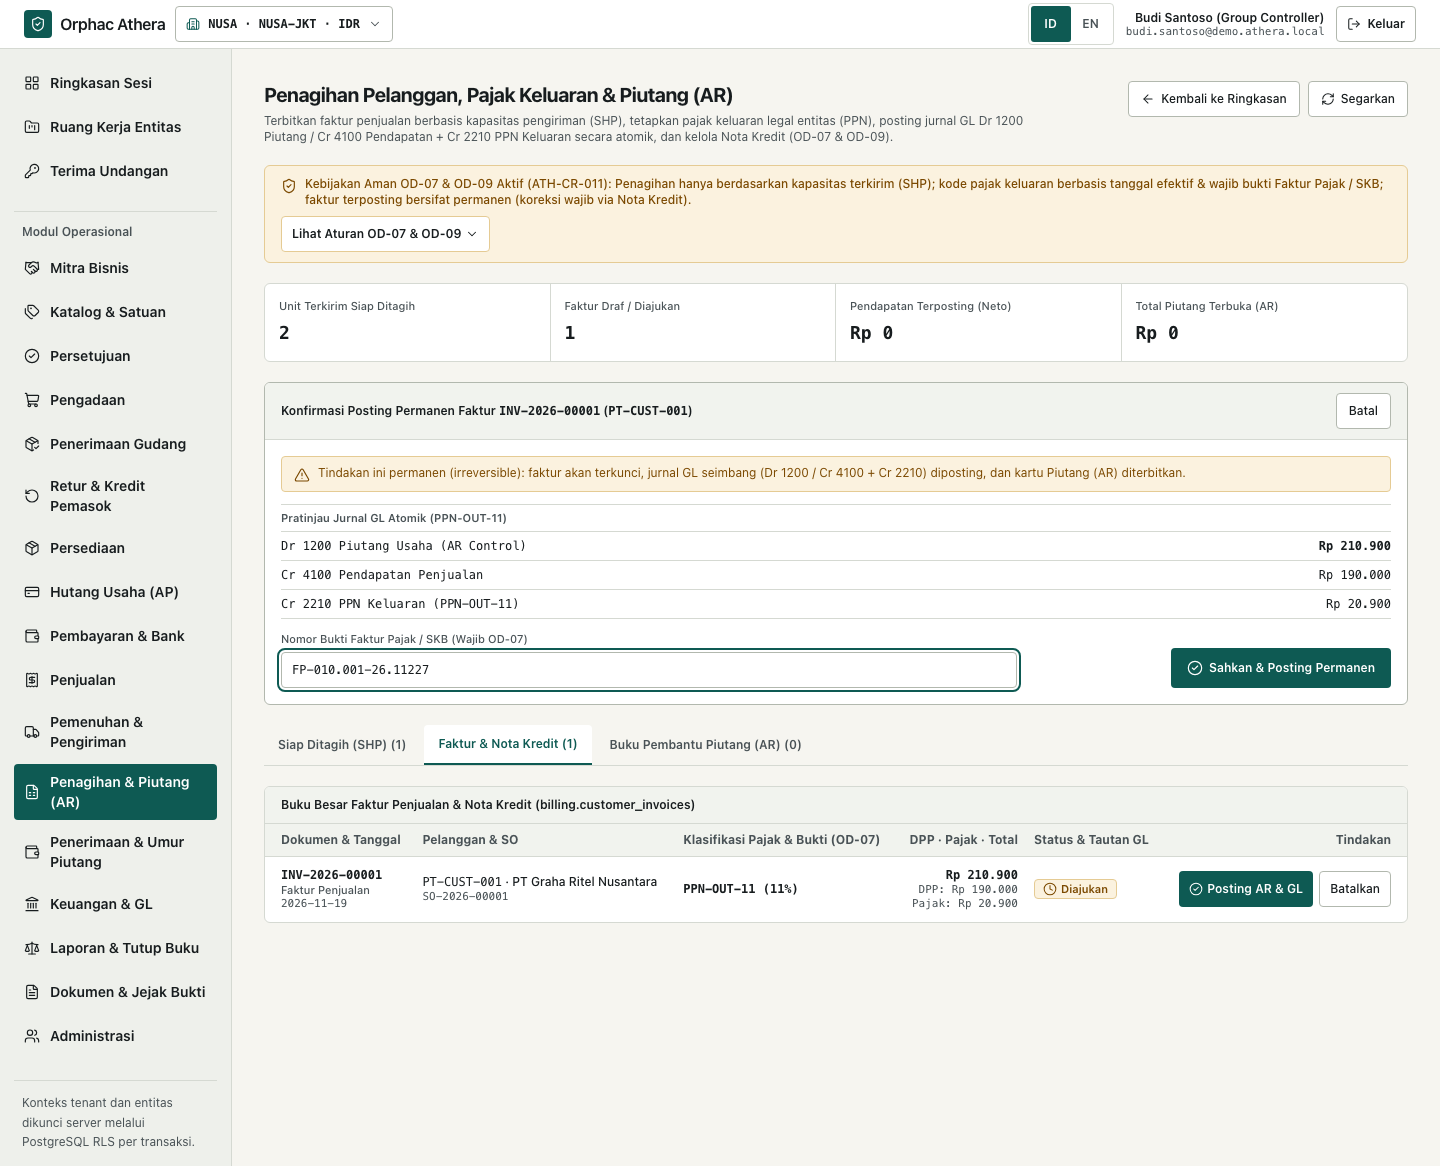 Orphac Athera
NUSA · NUSA-JKT · IDR
ID
EN
Budi Santoso (Group Controller)
budi.santoso@demo.athera.local
Keluar
Ringkasan Sesi
Ruang Kerja Entitas
Terima Undangan
Modul Operasional
Mitra Bisnis
Katalog & Satuan
Persetujuan
Pengadaan
Penerimaan Gudang
Retur & Kredit
Pemasok
Persediaan
Hutang Usaha (AP)
Pembayaran & Bank
Penjualan
Pemenuhan &
Pengiriman
Penagihan & Piutang
(AR)
Penerimaan & Umur
Piutang
Keuangan & GL
Laporan & Tutup Buku
Dokumen & Jejak Bukti
Administrasi
Konteks tenant dan entitas
dikunci server melalui
PostgreSQL RLS per transaksi.
Penagihan Pelanggan, Pajak Keluaran & Piutang (AR)
Terbitkan faktur penjualan berbasis kapasitas pengiriman (SHP), tetapkan pajak keluaran legal entitas (PPN), posting jurnal GL Dr 1200
Piutang / Cr 4100 Pendapatan + Cr 2210 PPN Keluaran secara atomik, dan kelola Nota Kredit (OD-07 & OD-09).
Kembali ke Ringkasan
Segarkan
Kebijakan Aman OD-07 & OD-09 Aktif (ATH-CR-011): Penagihan hanya berdasarkan kapasitas terkirim (SHP); kode pajak keluaran berbasis tanggal efektif & wajib bukti Faktur Pajak / SKB;
faktur terposting bersifat permanen (koreksi wajib via Nota Kredit).
Lihat Aturan OD-07 & OD-09
Unit Terkirim Siap Ditagih
2
Faktur Draf / Diajukan
1
Pendapatan Terposting (Neto)
Rp 0
Total Piutang Terbuka (AR)
Rp 0
Konfirmasi Posting Permanen Faktur INV-2026-00001 (PT-CUST-001)
Batal
Tindakan ini permanen (irreversible): faktur akan terkunci, jurnal GL seimbang (Dr 1200 / Cr 4100 + Cr 2210) diposting, dan kartu Piutang (AR) diterbitkan.
Pratinjau Jurnal GL Atomik (PPN-OUT-11)
Dr 1200 Piutang Usaha (AR Control) Rp 210.900
Cr 4100 Pendapatan Penjualan Rp 190.000
Cr 2210 PPN Keluaran (PPN-OUT-11) Rp 20.900
Nomor Bukti Faktur Pajak / SKB (Wajib OD-07)
FP-010.001-26.11227
Sahkan & Posting Permanen
Siap Ditagih (SHP) (1)
Faktur & Nota Kredit (1)
Buku Pembantu Piutang (AR) (0)
Buku Besar Faktur Penjualan & Nota Kredit (billing.customer_invoices)
Dokumen & Tanggal Pelanggan & SO Klasifikasi Pajak & Bukti (OD-07) DPP · Pajak · Total Status & Tautan GL Tindakan
INV-2026-00001
Faktur Penjualan
2026-11-19
PT-CUST-001 · PT Graha Ritel Nusantara
SO-2026-00001
PPN-OUT-11 (11%)
Rp 210.900
DPP: Rp 190.000
Pajak: Rp 20.900
Diajukan
Posting AR & GL
Batalkan